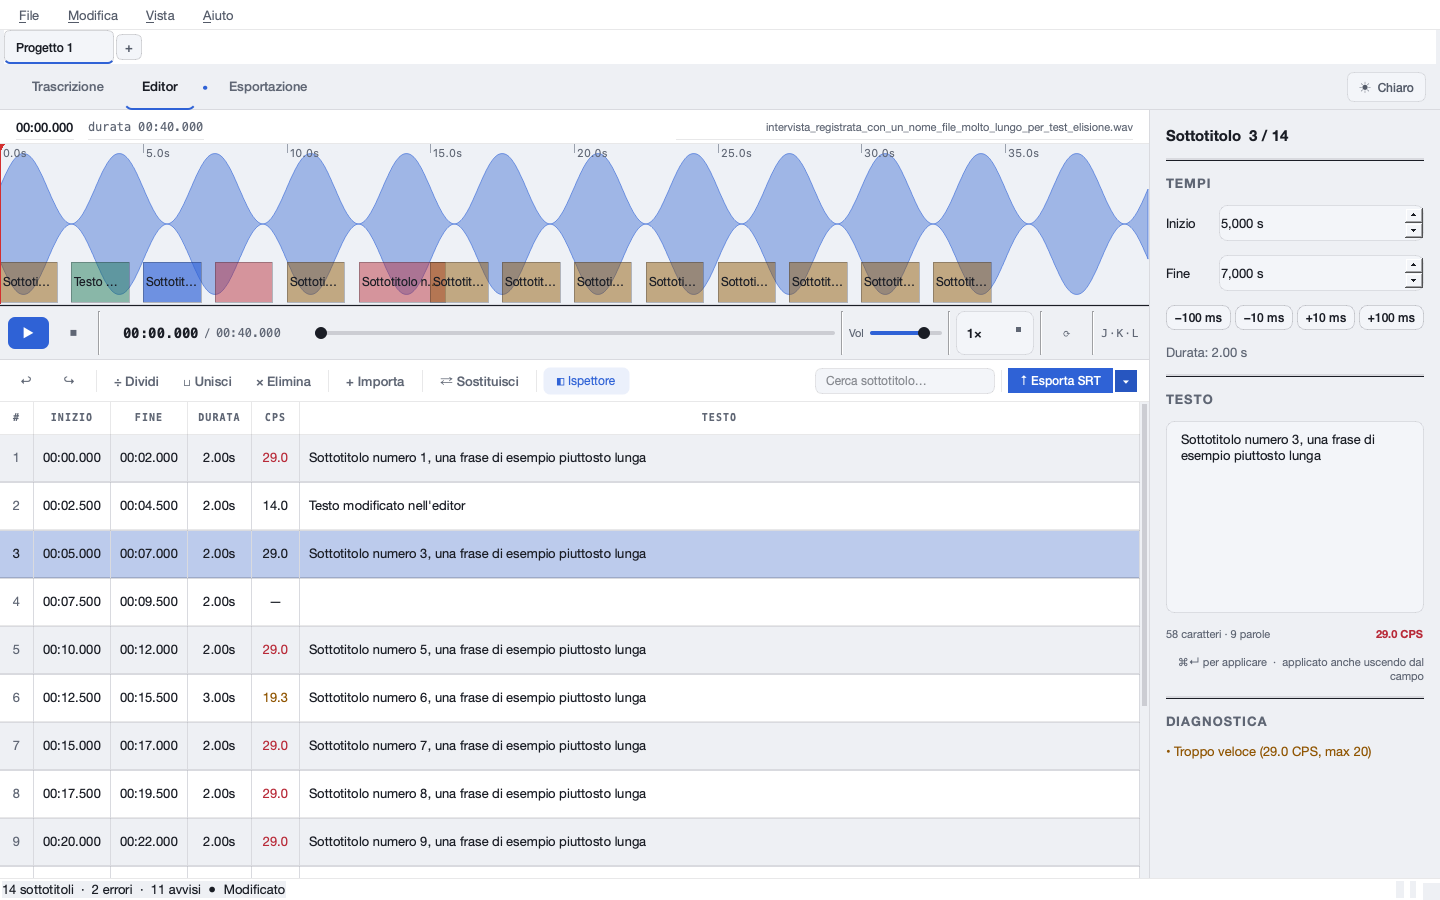 File Modifica Vista Aiuto
Progetto 1 +
Trascrizione Editor • Esportazione ☀ Chiaro
00:00.000 durata 00:40.000 intervista_registrata_con_un_nome_file_molto_lungo_per_test_elisione.wav
0.0s 5.0s 10.0s 15.0s 20.0s 25.0s 30.0s 35.0s
Sottoti... Testo ... Sottotit... Sottoti... Sottotitolo n... Sottotit... Sottotit... Sottoti... Sottoti... Sottotit... Sottotit... Sottotit... Sottotit...
00:00.000 / 00:40.000 Vol 1× J·K·L
↩ ↪ ÷ Dividi ⊔ Unisci × Elimina + Importa ⇄ Sostituisci ◧ Ispettore Cerca sottotitolo... ↑ Esporta SRT
# INIZIO FINE DURATA CPS TESTO
1 00:00.000 00:02.000 2.00s 29.0 Sottotitolo numero 1, una frase di esempio piuttosto lunga
2 00:02.500 00:04.500 2.00s 14.0 Testo modificato nell'editor
3 00:05.000 00:07.000 2.00s 29.0 Sottotitolo numero 3, una frase di esempio piuttosto lunga
4 00:07.500 00:09.500 2.00s —
5 00:10.000 00:12.000 2.00s 29.0 Sottotitolo numero 5, una frase di esempio piuttosto lunga
6 00:12.500 00:15.500 3.00s 19.3 Sottotitolo numero 6, una frase di esempio piuttosto lunga
7 00:15.000 00:17.000 2.00s 29.0 Sottotitolo numero 7, una frase di esempio piuttosto lunga
8 00:17.500 00:19.500 2.00s 29.0 Sottotitolo numero 8, una frase di esempio piuttosto lunga
9 00:20.000 00:22.000 2.00s 29.0 Sottotitolo numero 9, una frase di esempio piuttosto lunga
Sottotitolo 3 / 14
TEMPI
Inizio 5,000 s
Fine 7,000 s
−100 ms −10 ms +10 ms +100 ms
Durata: 2.00 s
TESTO
Sottotitolo numero 3, una frase di
esempio piuttosto lunga
58 caratteri · 9 parole 29.0 CPS
⌘↵ per applicare · applicato anche uscendo dal
campo
DIAGNOSTICA
• Troppo veloce (29.0 CPS, max 20)
14 sottotitoli · 2 errori · 11 avvisi ● Modificato